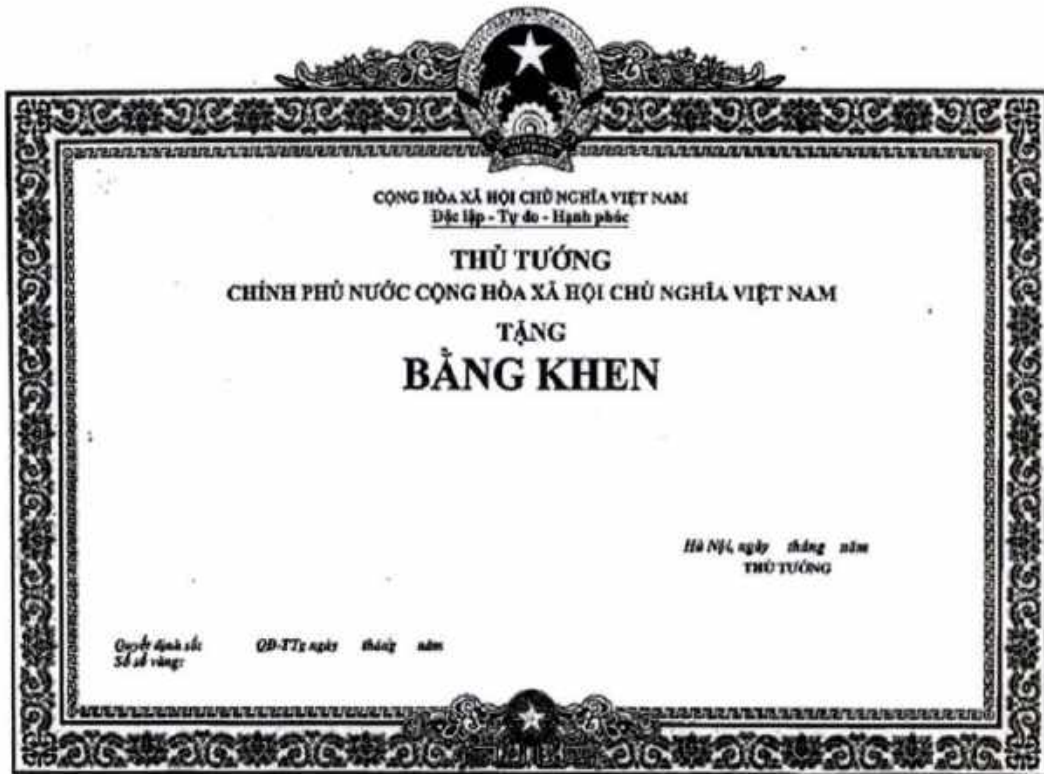 CỘNG HÒA XÃ HỘI CHỦ NGHĨA VIỆT NAM
Độc lập - Tự do - Hạnh phúc
THỦ TƯỚNG
CHÍNH PHỦ NƯỚC CỘNG HÒA XÃ HỘI CHỦ NGHĨA VIỆT NAM
TẶNG
BẰNG KHEN
Hà Nội, ngày tháng năm
THỦ TƯỚNG
Quyết định số: QĐ-TTg ngày tháng năm
Số sổ vàng: